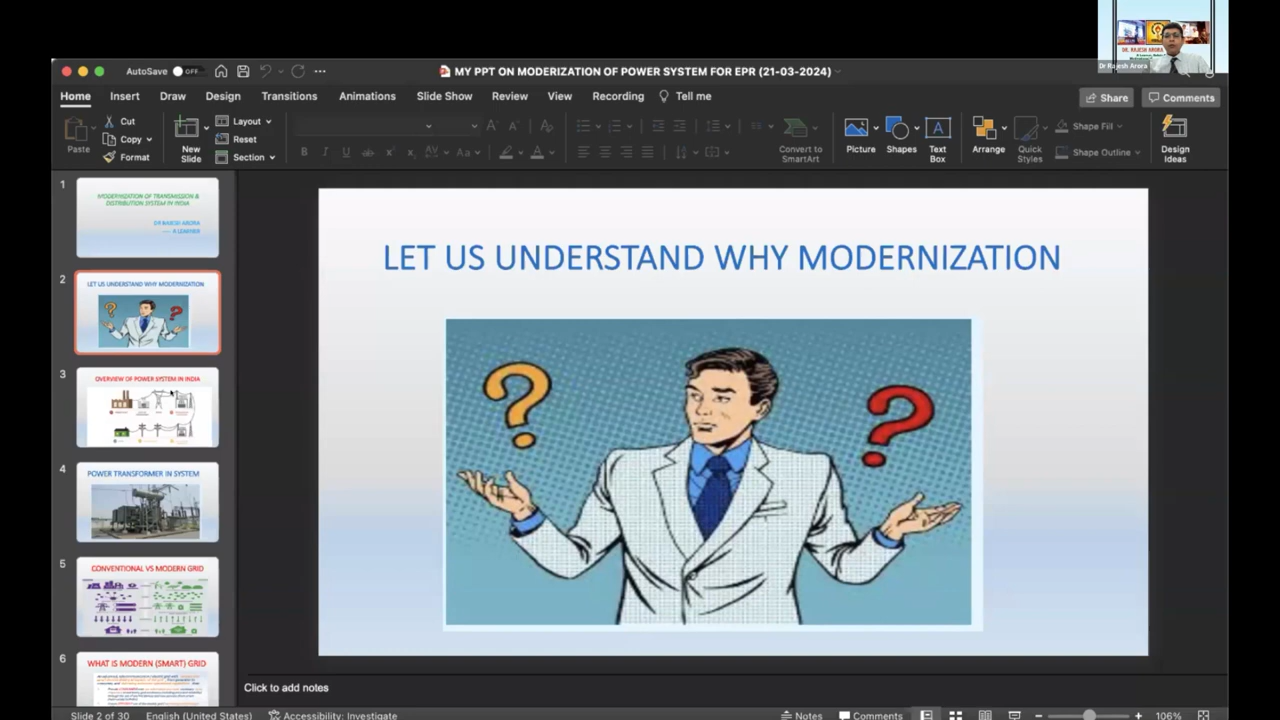 DR. RAJESH ARORA
Dr Rajesh Arora
AutoSave OFF
MY PPT ON MODERIZATION OF POWER SYSTEM FOR EPR (21-03-2024)
Home Insert Draw Design Transitions Animations Slide Show Review View Recording Tell me
Share Comments
Paste
Cut
Copy
Format
New
Slide
Layout
Reset
Section
Convert to
SmartArt
Picture
Shapes
Text
Box
Arrange
Quick
Styles
Shape Fill
Shape Outline
Design
Ideas
1
MODERNIZATION OF TRANSMISSION &
DISTRIBUTION SYSTEM IN INDIA
DR RAJESH ARORA
A LEARNER
2
LET US UNDERSTAND WHY MODERNIZATION
3
OVERVIEW OF POWER SYSTEM IN INDIA
4
POWER TRANSFORMER IN SYSTEM
5
CONVENTIONAL VS MODERN GRID
6
WHAT IS MODERN (SMART) GRID
LET US UNDERSTAND WHY MODERNIZATION
? ?
Click to add notes
Slide 2 of 30 English (United States) Accessibility: Investigate Notes Comments 106%